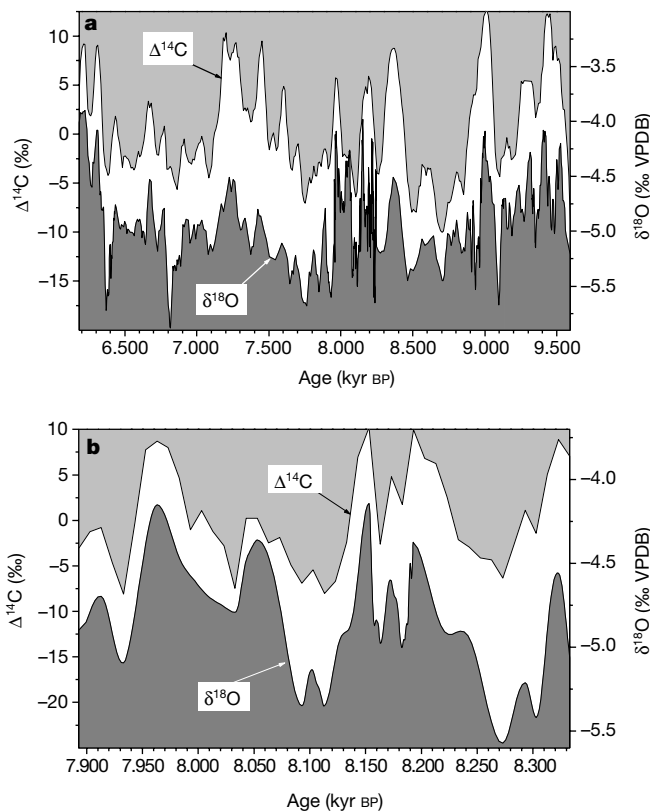 a
Δ¹⁴C
δ¹⁸O
10
5
0
−5
−10
−15
Δ¹⁴C (‰)
−3.5
−4.0
−4.5
−5.0
−5.5
δ¹⁸O (‰ VPDB)
6.500 7.000 7.500 8.000 8.500 9.000 9.500
Age (kyr BP)
b
Δ¹⁴C
δ¹⁸O
10
5
0
−5
−10
−15
−20
Δ¹⁴C (‰)
−4.0
−4.5
−5.0
−5.5
δ¹⁸O (‰ VPDB)
7.900 7.950 8.000 8.050 8.100 8.150 8.200 8.250 8.300
Age (kyr BP)